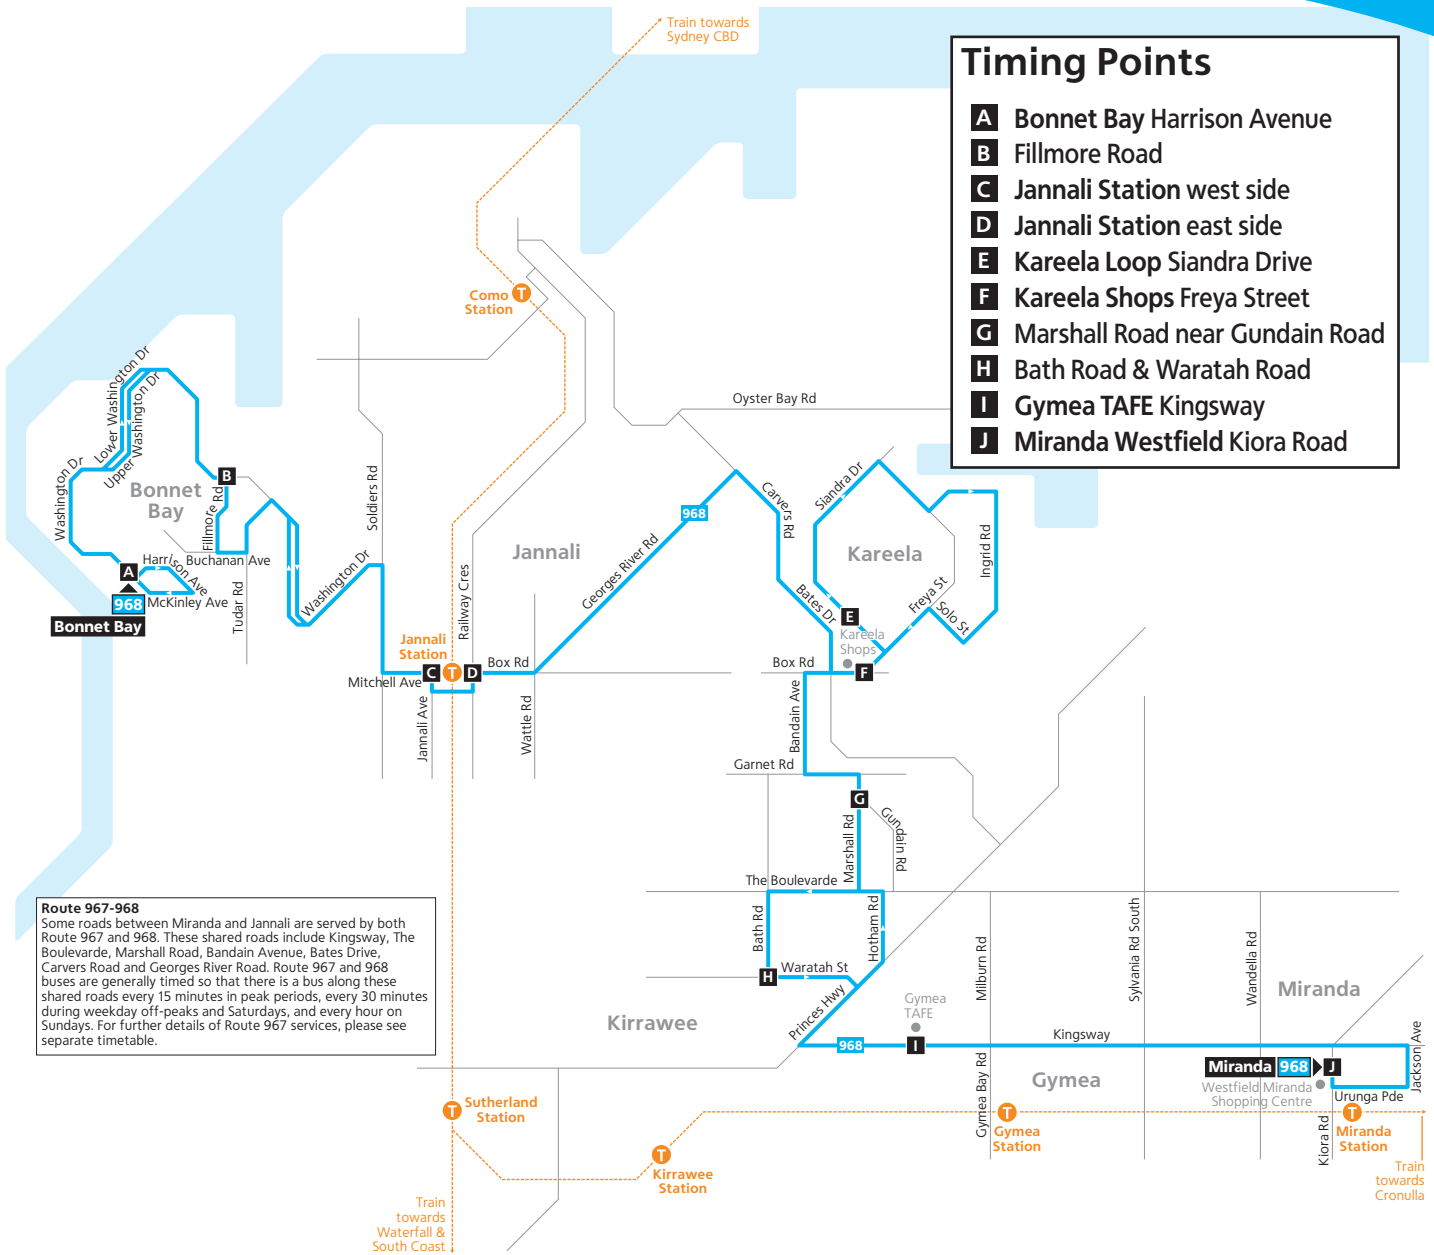 Train towards
Sydney CBD
Timing Points
A Bonnet Bay Harrison Avenue
B Fillmore Road
C Jannali Station west side
D Jannali Station east side
E Kareela Loop Siandra Drive
F Kareela Shops Freya Street
G Marshall Road near Gundain Road
H Bath Road & Waratah Road
I Gymea TAFE Kingsway
J Miranda Westfield Kiora Road
Como
Station
T
Oyster Bay Rd
Lower Washington Dr
Upper Washington Dr
Washington Dr
Bonnet
Bay
B
Fillmore Rd
Buchanan Ave
Harrison Ave
A
McKinley Ave
968
Bonnet Bay
Tudar Rd
Washington Dr
Soldiers Rd
Jannali
Railway Cres
Georges River Rd
968
Carvers Rd
Siandra Dr
Kareela
Ingrid Rd
Freya St
Solo St
Bates Dr
E
Kareela
Shops
Jannali
Station
C
T
D
Box Rd
Mitchell Ave
Jannali Ave
Wattle Rd
Box Rd
F
Bandain Ave
Garnet Rd
G
Gundain Rd
Marshall Rd
The Boulevarde
Bath Rd
Hotham Rd
H
Waratah St
Princes Hwy
Kirrawee
Milburn Rd
Sylvania Rd South
Wandella Rd
Miranda
Gymea
TAFE
968
I
Kingsway
Gymea Bay Rd
Gymea
Miranda
968
J
Westfield Miranda
Shopping Centre
Urunga Pde
Jackson Ave
Kiora Rd
Route 967-968
Some roads between Miranda and Jannali are served by both
Route 967 and 968. These shared roads include Kingsway, The
Boulevarde, Marshall Road, Bandain Avenue, Bates Drive,
Carvers Road and Georges River Road. Route 967 and 968
buses are generally timed so that there is a bus along these
shared roads every 15 minutes in peak periods, every 30 minutes
during weekday off-peaks and Saturdays, and every hour on
Sundays. For further details of Route 967 services, please see
separate timetable.
T
Sutherland
Station
T
Kirrawee
Station
T
Gymea
Station
T
Miranda
Station
Train
towards
Cronulla
Train
towards
Waterfall &
South Coast